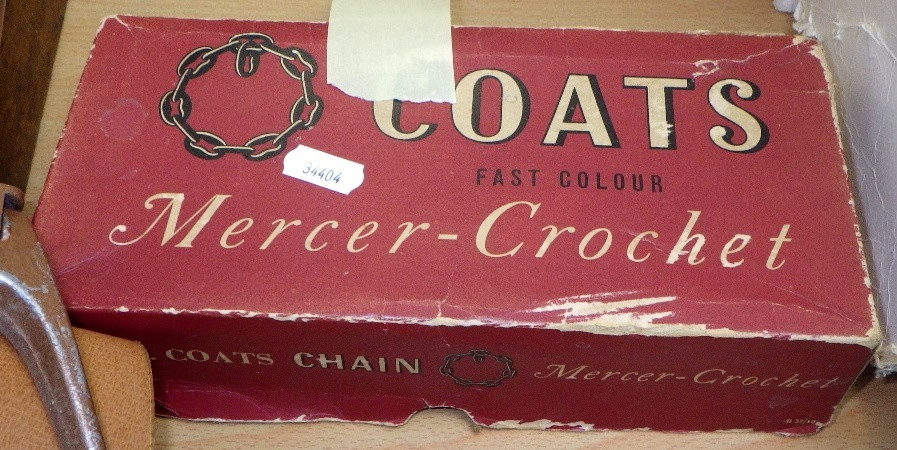 COATS
34404
FAST COLOUR
Mercer-Crochet
COATS CHAIN Mercer-Crochet